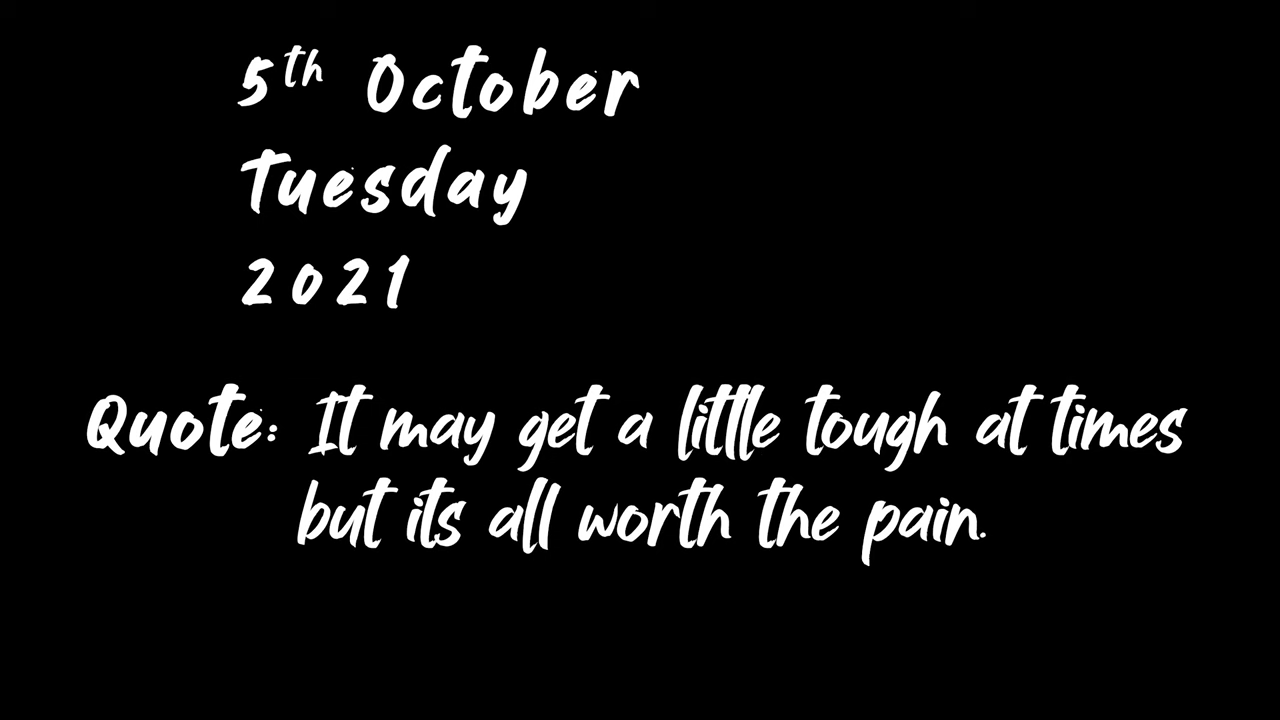 5th October
Tuesday
2021
Quote: It may get a little tough at times
but its all worth the pain.